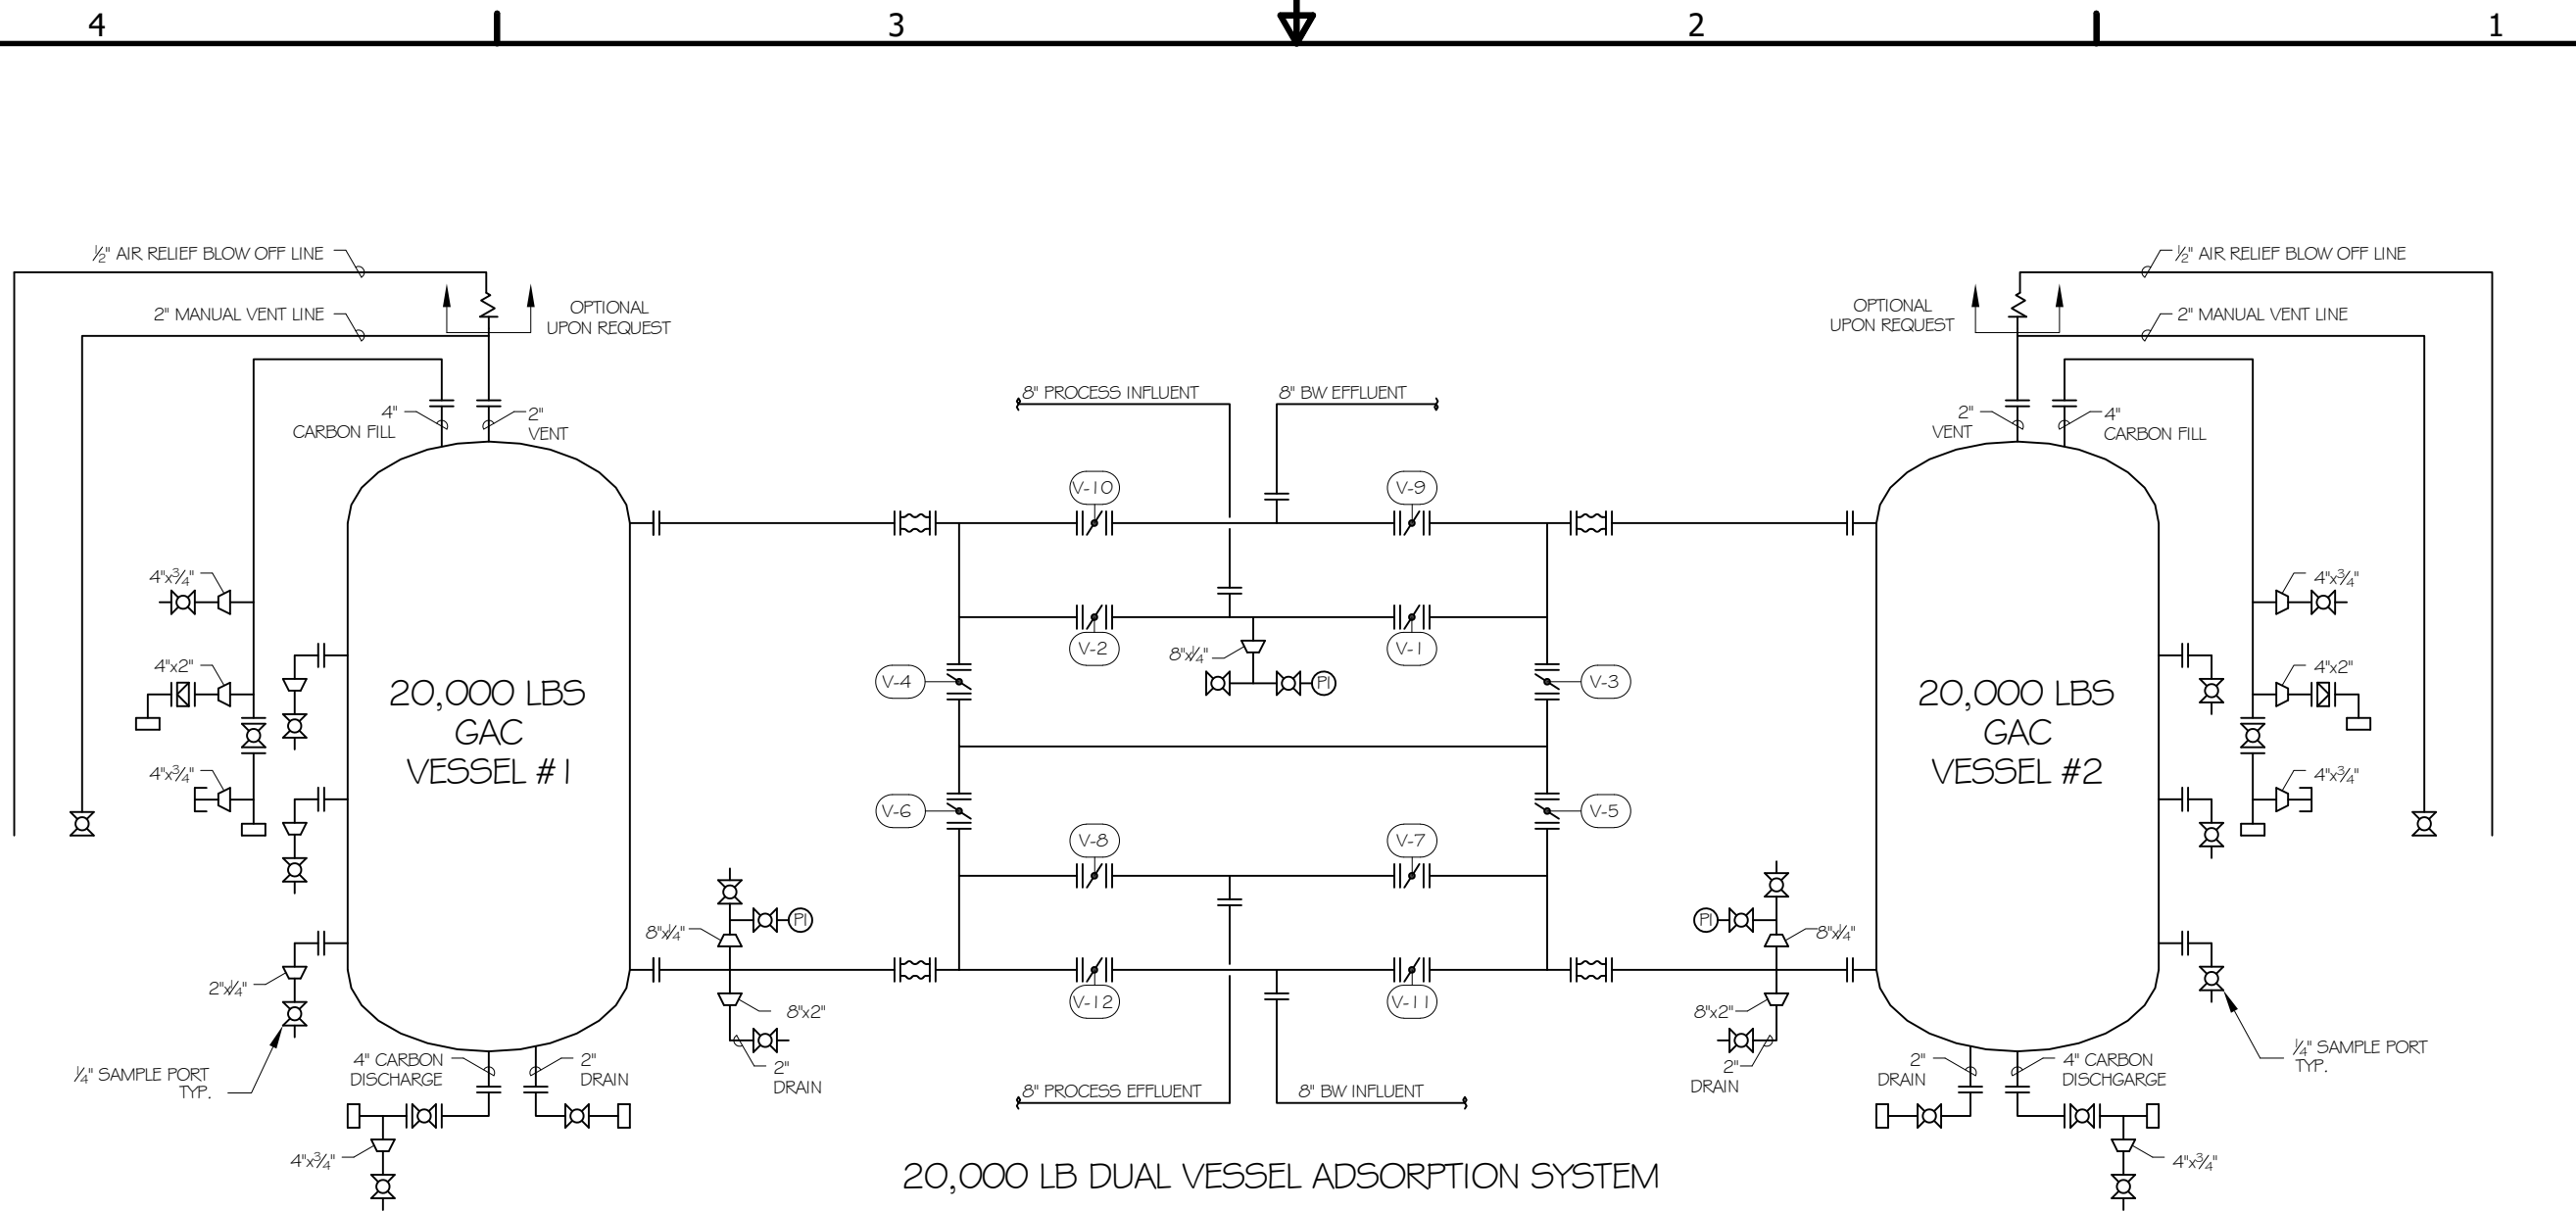 4 3 2 1
½" AIR RELIEF BLOW OFF LINE
2" MANUAL VENT LINE
OPTIONAL
UPON REQUEST
4"
CARBON FILL
2"
VENT
4"x¾"
4"x2"
4"x¾"
20,000 LBS
GAC
VESSEL #1
2"x¼"
¼" SAMPLE PORT
TYP.
4" CARBON
DISCHARGE
2"
DRAIN
4"x¾"
8"x¼"
PI
8"x2"
2"
DRAIN
8" PROCESS INFLUENT
8" BW EFFLUENT
V-10
V-9
V-2
V-1
8"x¼"
PI
V-4
V-3
V-6
V-5
V-8
V-7
V-12
V-11
8" PROCESS EFFLUENT
8" BW INFLUENT
20,000 LB DUAL VESSEL ADSORPTION SYSTEM
½" AIR RELIEF BLOW OFF LINE
OPTIONAL
UPON REQUEST
2" MANUAL VENT LINE
2"
VENT
4"
CARBON FILL
4"x¾"
4"x2"
4"x¾"
20,000 LBS
GAC
VESSEL #2
PI
8"x¼"
8"x2"
2"
DRAIN
¼" SAMPLE PORT
TYP.
2"
DRAIN
4" CARBON
DISCHGARGE
4"x¾"